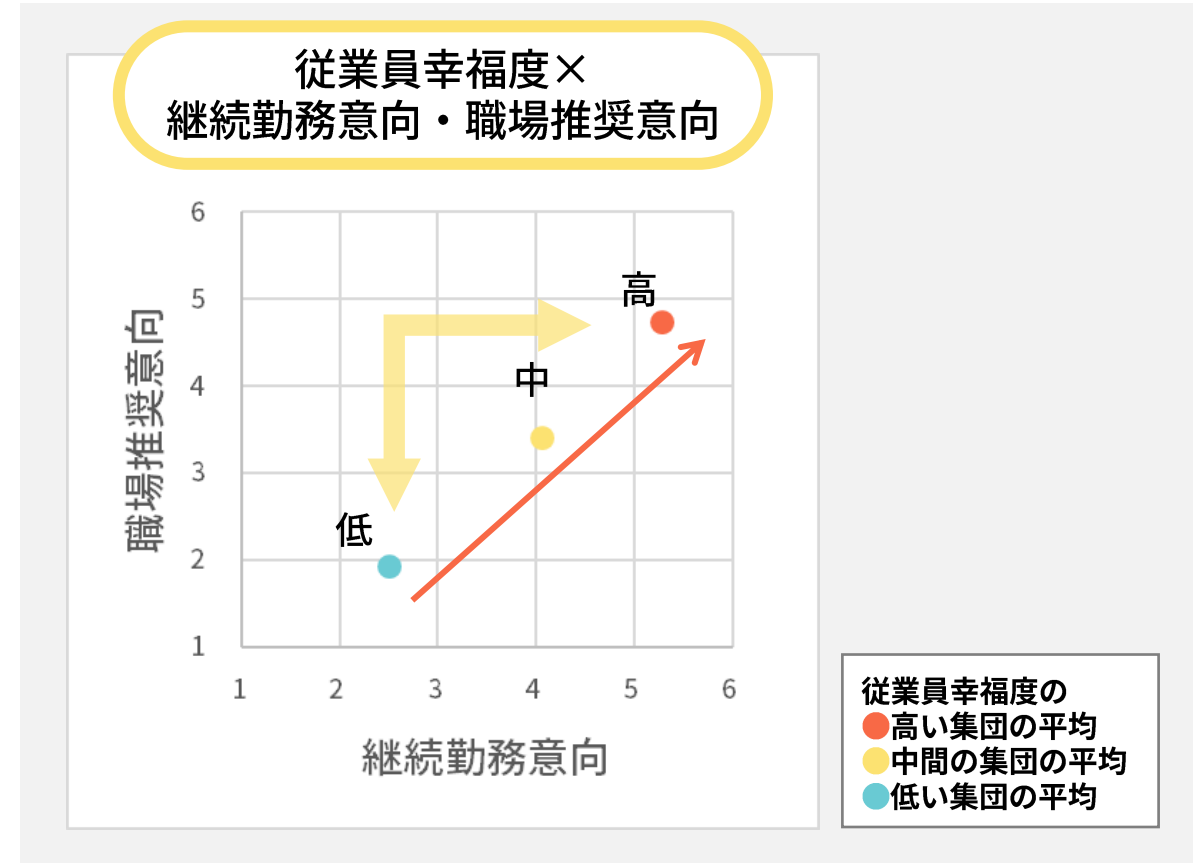 従業員幸福度×
継続勤務意向・職場推奨意向
6
5
4
3
2
1
職場推奨意向
高
中
低
1 2 3 4 5 6
継続勤務意向
従業員幸福度の
高い集団の平均
中間の集団の平均
低い集団の平均